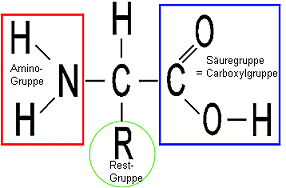 H
H
O
Säuregruppe
= Carboxylgruppe
Amino-
Gruppe
N
C
C
H
O
H
R
Rest-
Gruppe